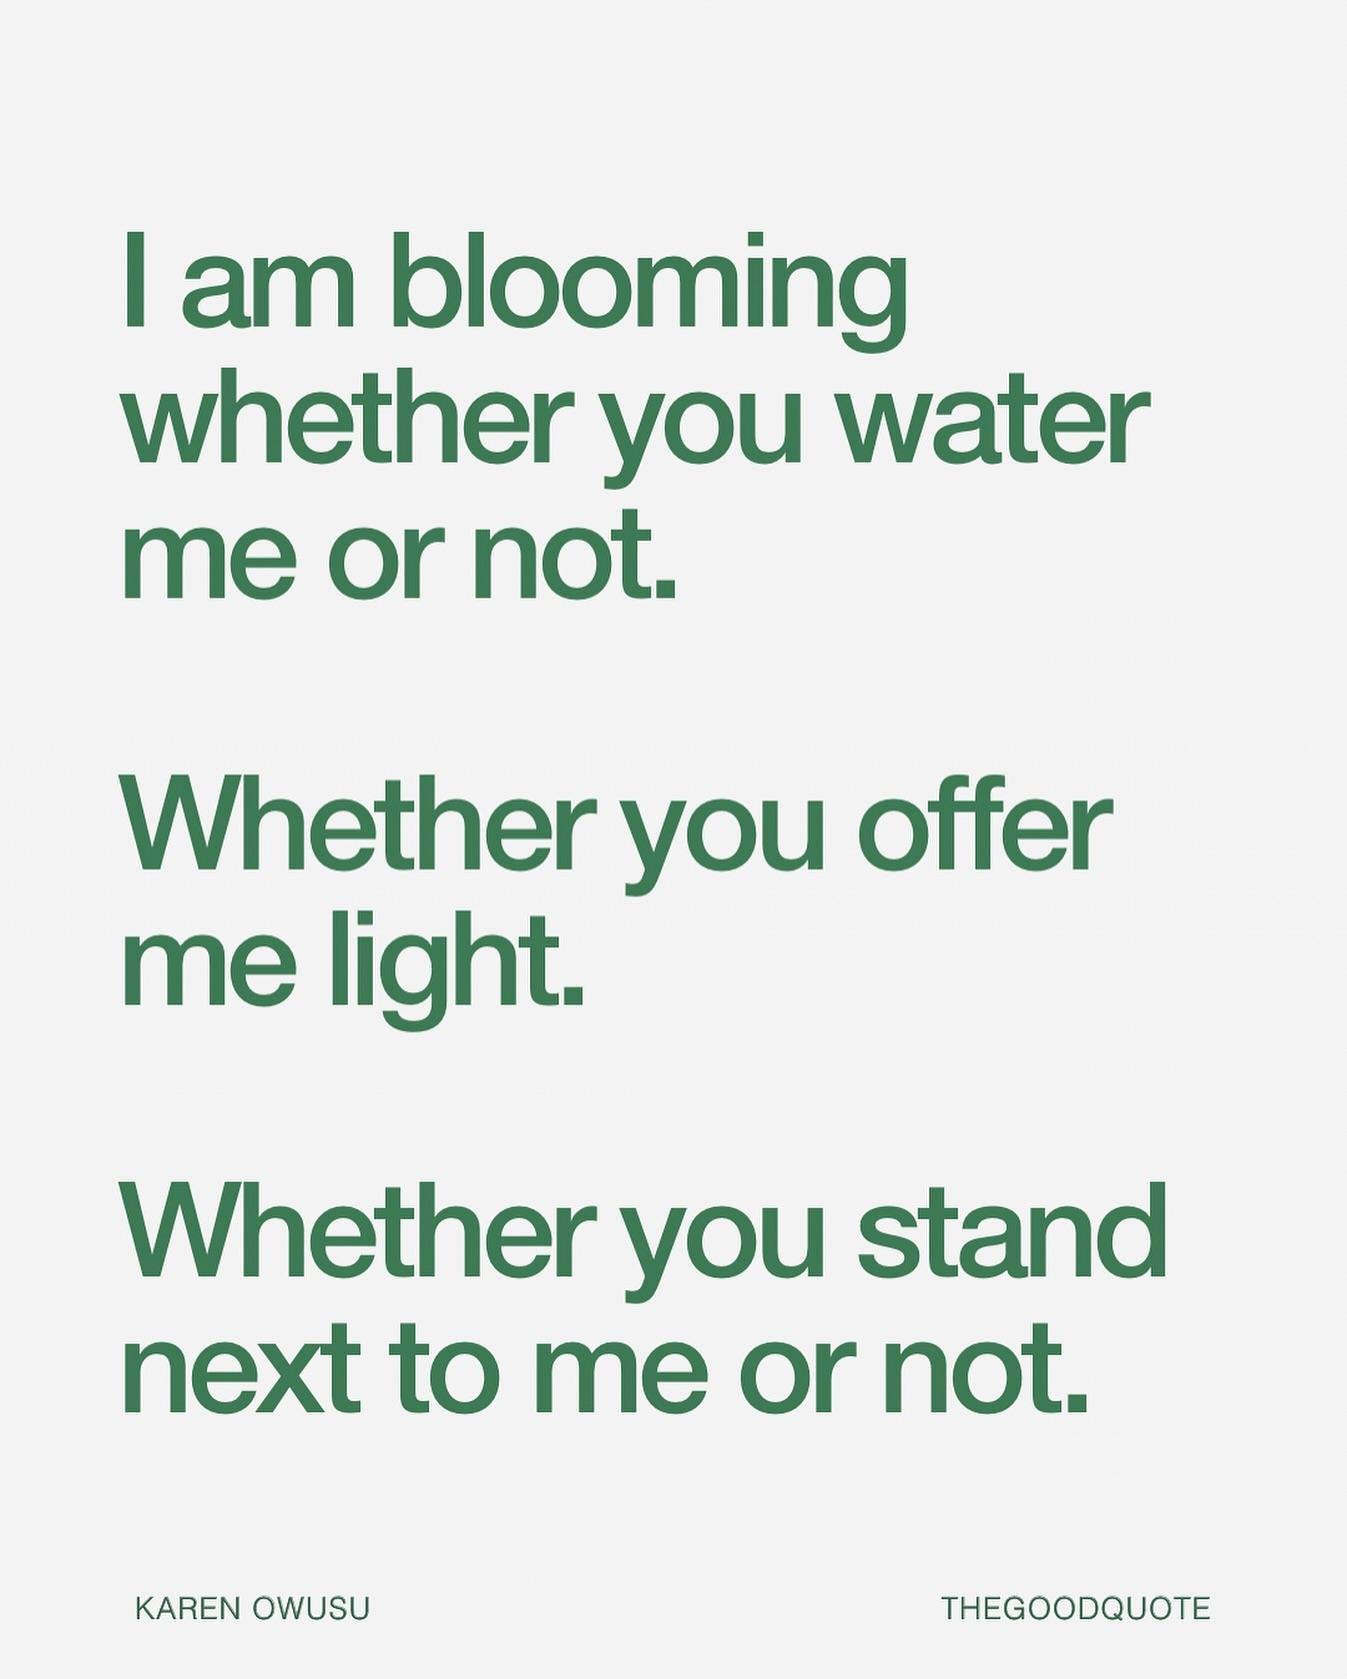 I am blooming
whether you water
me or not.
Whether you offer
me light.
Whether you stand
next to me or not.
KAREN OWUSU
THEGOODQUOTE